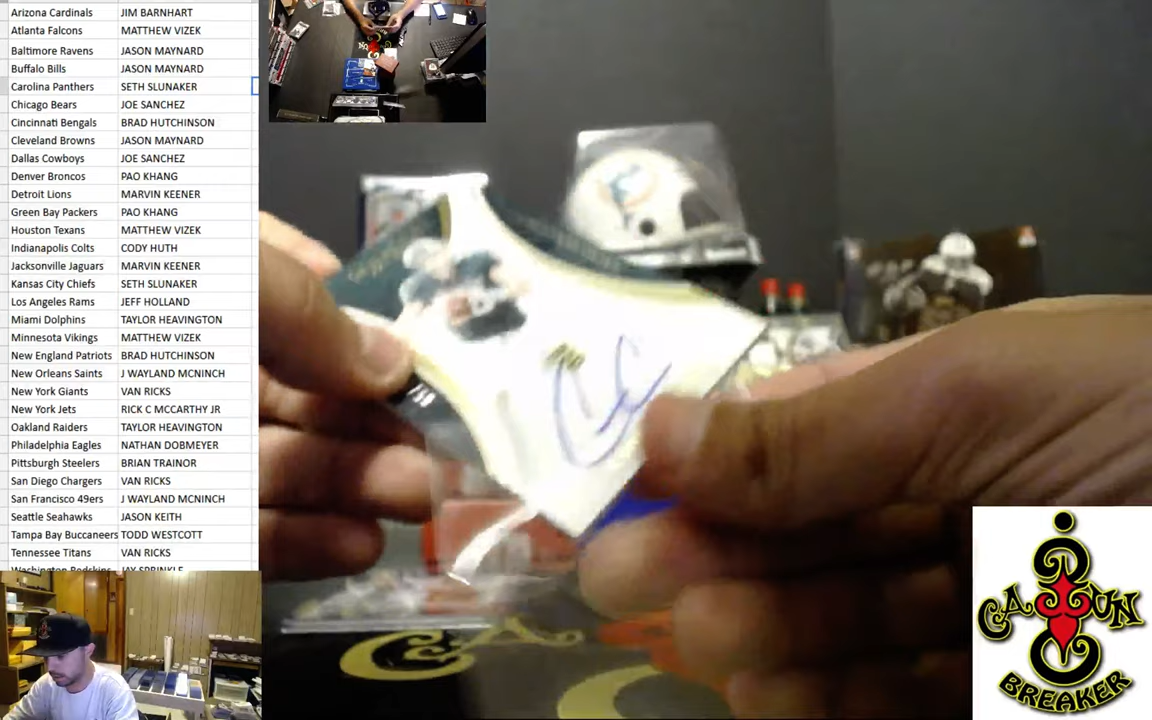 Arizona Cardinals JIM BARNHART
Atlanta Falcons MATTHEW VIZEK
Baltimore Ravens JASON MAYNARD
Buffalo Bills JASON MAYNARD
Carolina Panthers SETH SLUNAKER
Chicago Bears JOE SANCHEZ
Cincinnati Bengals BRAD HUTCHINSON
Cleveland Browns JASON MAYNARD
Dallas Cowboys JOE SANCHEZ
Denver Broncos PAO KHANG
Detroit Lions MARVIN KEENER
Green Bay Packers PAO KHANG
Houston Texans MATTHEW VIZEK
Indianapolis Colts CODY HUTH
Jacksonville Jaguars MARVIN KEENER
Kansas City Chiefs SETH SLUNAKER
Los Angeles Rams JEFF HOLLAND
Miami Dolphins TAYLOR HEAVINGTON
Minnesota Vikings MATTHEW VIZEK
New England Patriots BRAD HUTCHINSON
New Orleans Saints J WAYLAND MCNINCH
New York Giants VAN RICKS
New York Jets RICK C MCCARTHY JR
Oakland Raiders TAYLOR HEAVINGTON
Philadelphia Eagles NATHAN DOBMEYER
Pittsburgh Steelers BRIAN TRAINOR
San Diego Chargers VAN RICKS
San Francisco 49ers J WAYLAND MCNINCH
Seattle Seahawks JASON KEITH
Tampa Bay Buccaneers TODD WESTCOTT
Tennessee Titans VAN RICKS
Washington Redskins JAY SPRINKLE
CAJUN
BREAKER